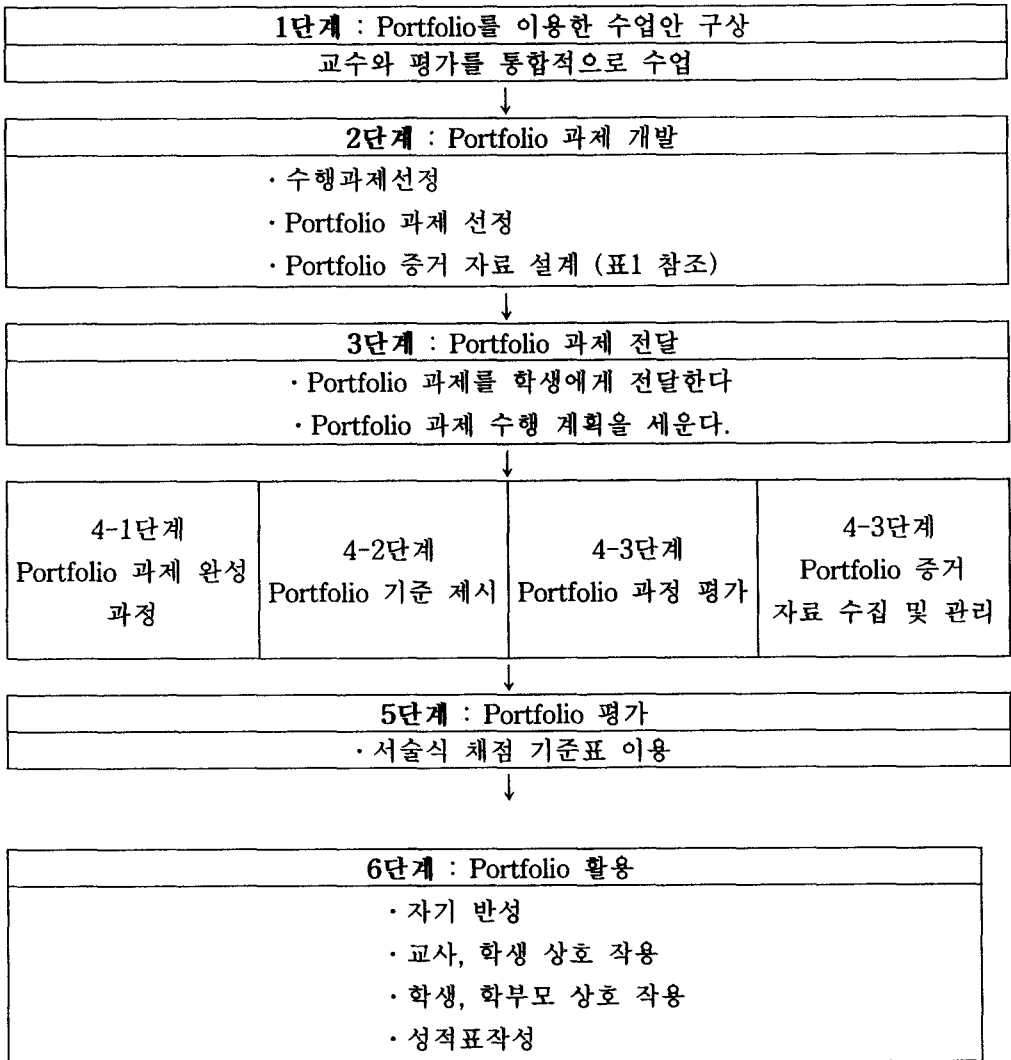 1단계 : Portfolio를 이용한 수업안 구상
교수와 평가를 통합적으로 수업
↓
2단계 : Portfolio 과제 개발
· 수행과제선정
· Portfolio 과제 선정
· Portfolio 증거 자료 설계 (표1 참조)
↓
3단계 : Portfolio 과제 전달
· Portfolio 과제를 학생에게 전달한다
· Portfolio 과제 수행 계획을 세운다.
↓
4-1단계
Portfolio 과제 완성
과정
4-2단계
Portfolio 기준 제시
4-3단계
Portfolio 과정 평가
4-3단계
Portfolio 증거
자료 수집 및 관리
↓
5단계 : Portfolio 평가
· 서술식 채점 기준표 이용
↓
6단계 : Portfolio 활용
· 자기 반성
· 교사, 학생 상호 작용
· 학생, 학부모 상호 작용
· 성적표작성